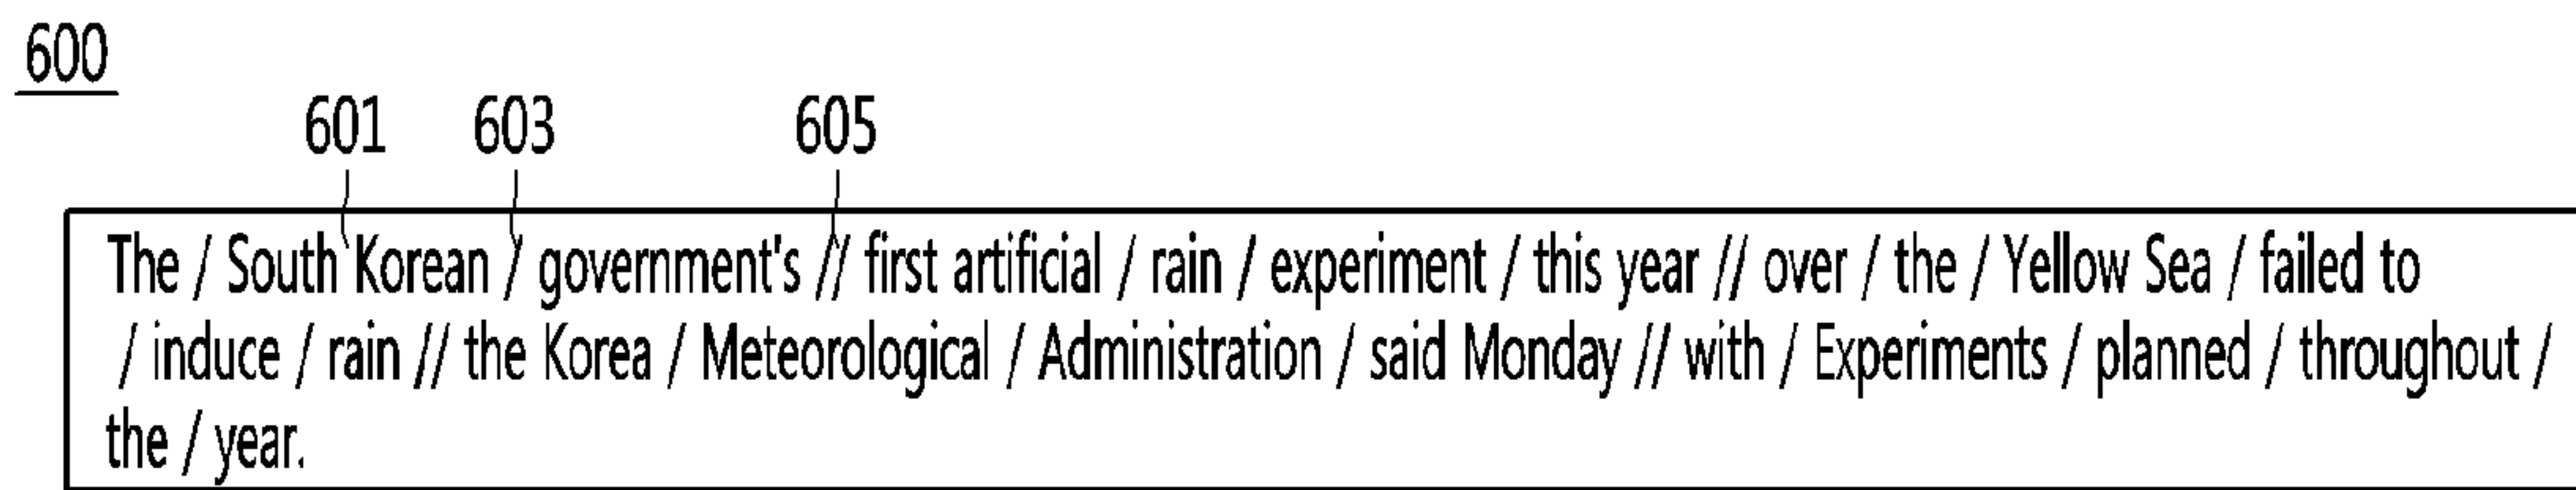 600
601 603 605
The / South Korean / government's // first artificial / rain / experiment / this year // over / the / Yellow Sea / failed to
/ induce / rain // the Korea / Meteorological / Administration / said Monday // with / Experiments / planned / throughout /
the / year.